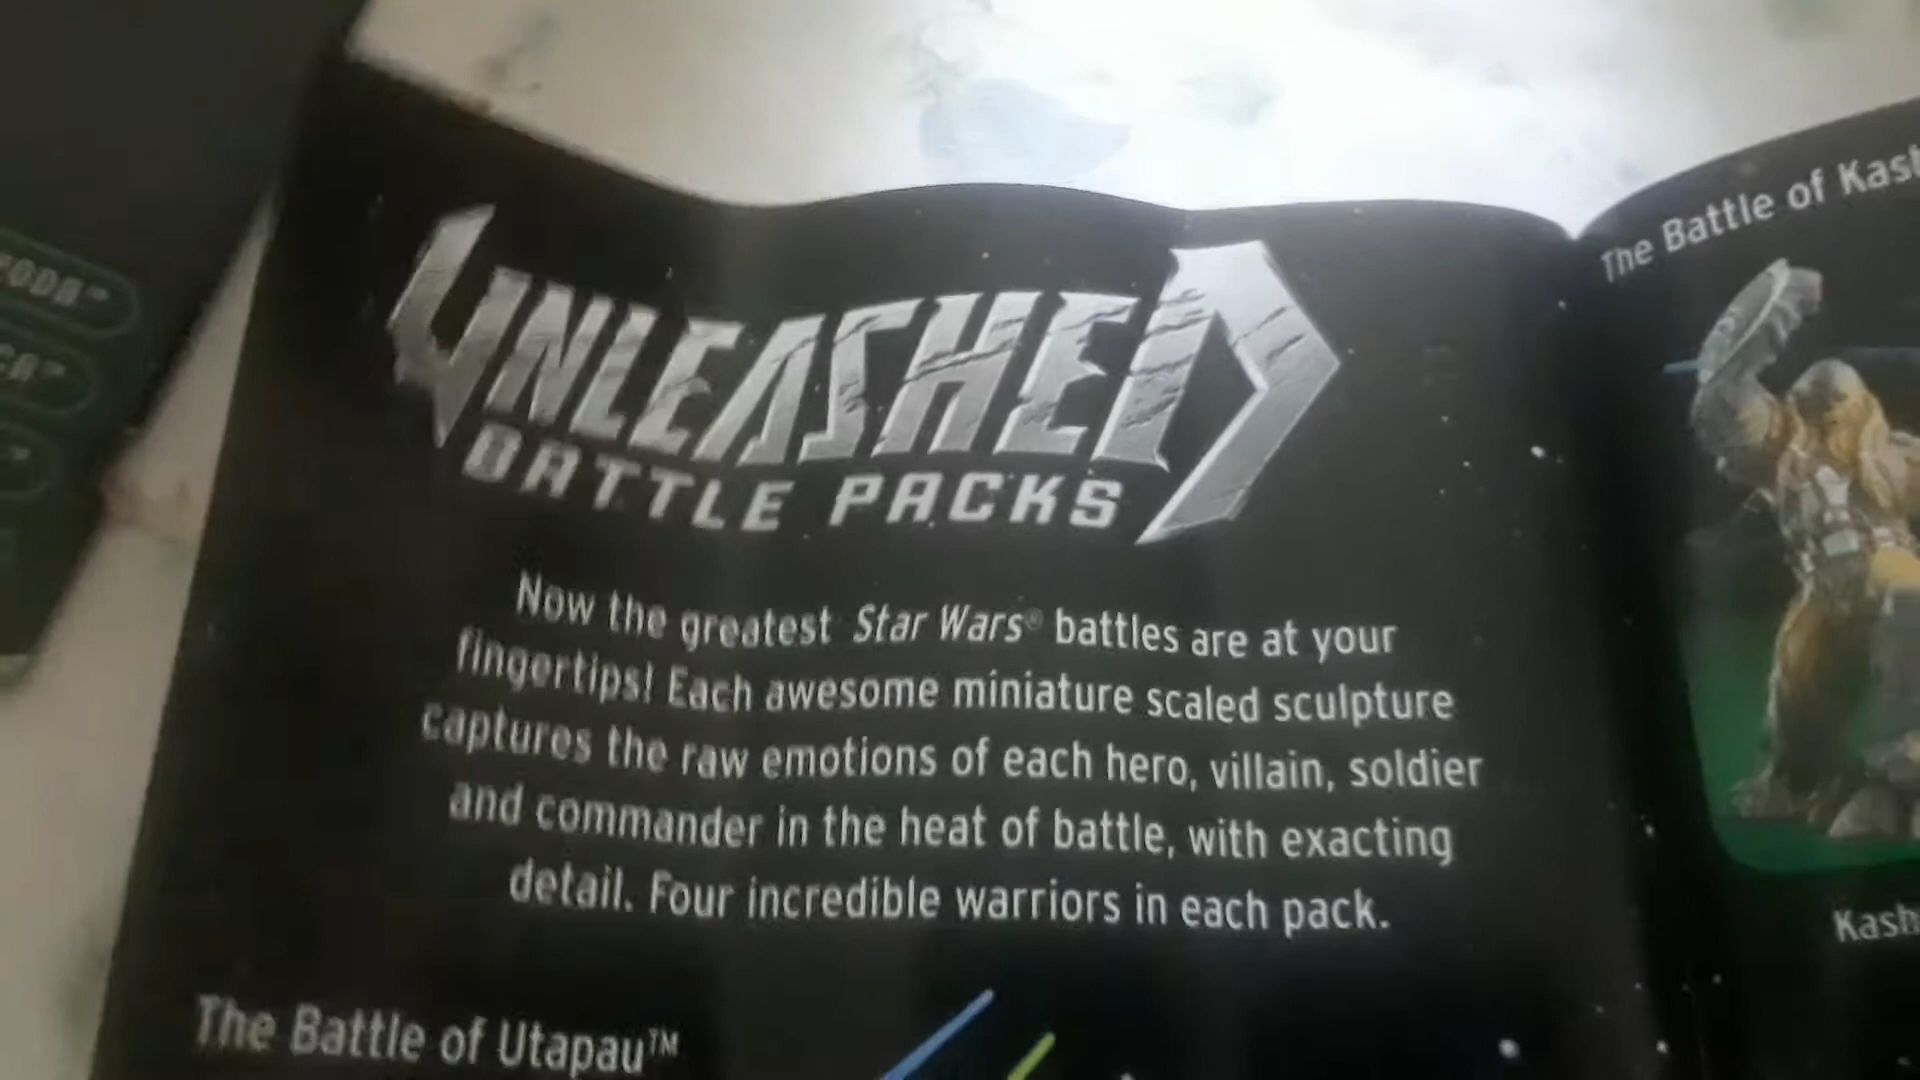 UNLEASHED
BATTLE PACKS
Now the greatest Star Wars® battles are at your
fingertips! Each awesome miniature scaled sculpture
captures the raw emotions of each hero, villain, soldier
and commander in the heat of battle, with exacting
detail. Four incredible warriors in each pack.
The Battle of Utapau™
The Battle of Kash
Kash